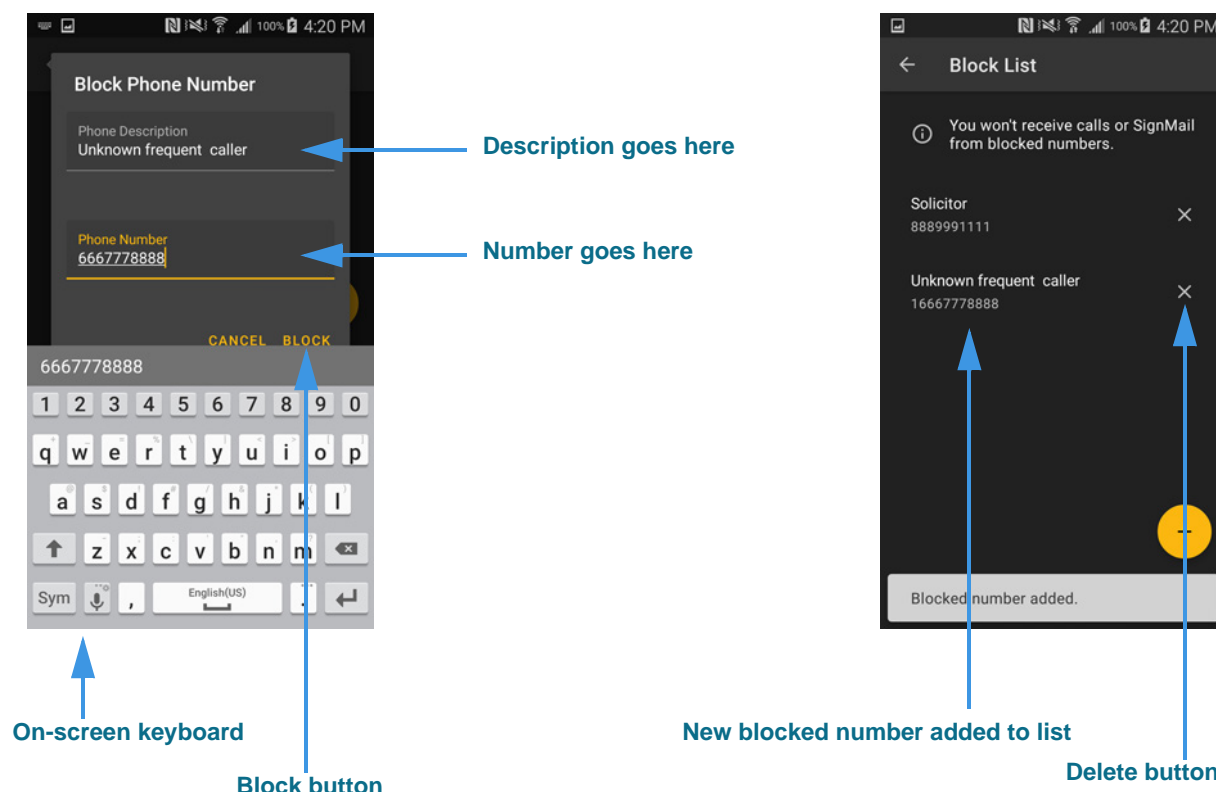 100% 4:20 PM
Block Phone Number
Phone Description
Unknown frequent  caller
Phone Number
6667778888
CANCEL BLOCK
6667778888
1 2 3 4 5 6 7 8 9 0
q w e r t y u i o p
a s d f g h j k l
z x c v b n m
Sym , English(US) .
Description goes here
Number goes here
On-screen keyboard
Block button
100% 4:20 PM
Block List
You won't receive calls or SignMail
from blocked numbers.
Solicitor
8889991111
Unknown frequent  caller
16667778888
Blocked number added.
New blocked number added to list
Delete button